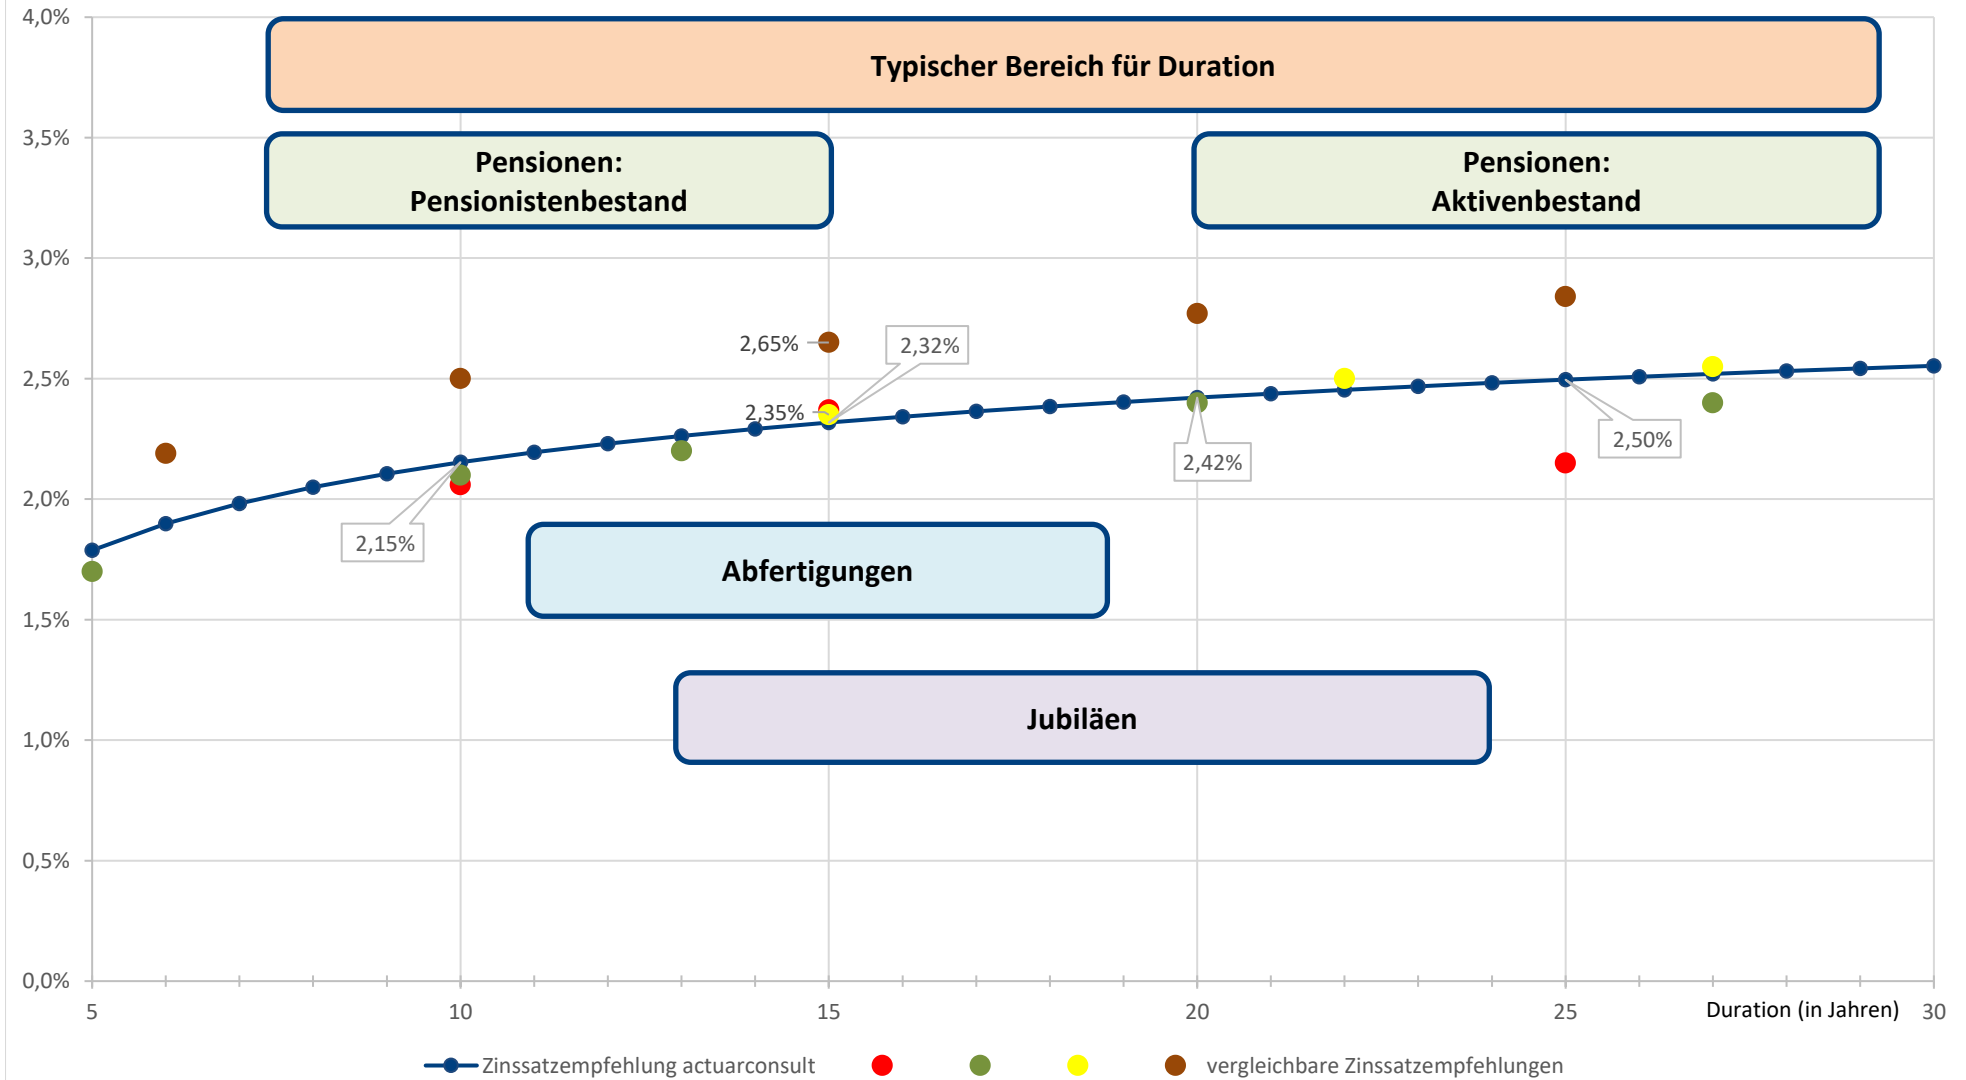 4,0%
Typischer Bereich für Duration
3,5%
Pensionen:
Pensionistenbestand
Pensionen:
Aktivenbestand
3,0%
2,65%
2,32%
2,5%
2,35%
2,50%
2,42%
2,0%
2,15%
Abfertigungen
1,5%
Jubiläen
1,0%
0,5%
0,0%
5
10
15
20
25
Duration (in Jahren)
30
Zinssatzempfehlung actuarconsult
vergleichbare Zinssatzempfehlungen